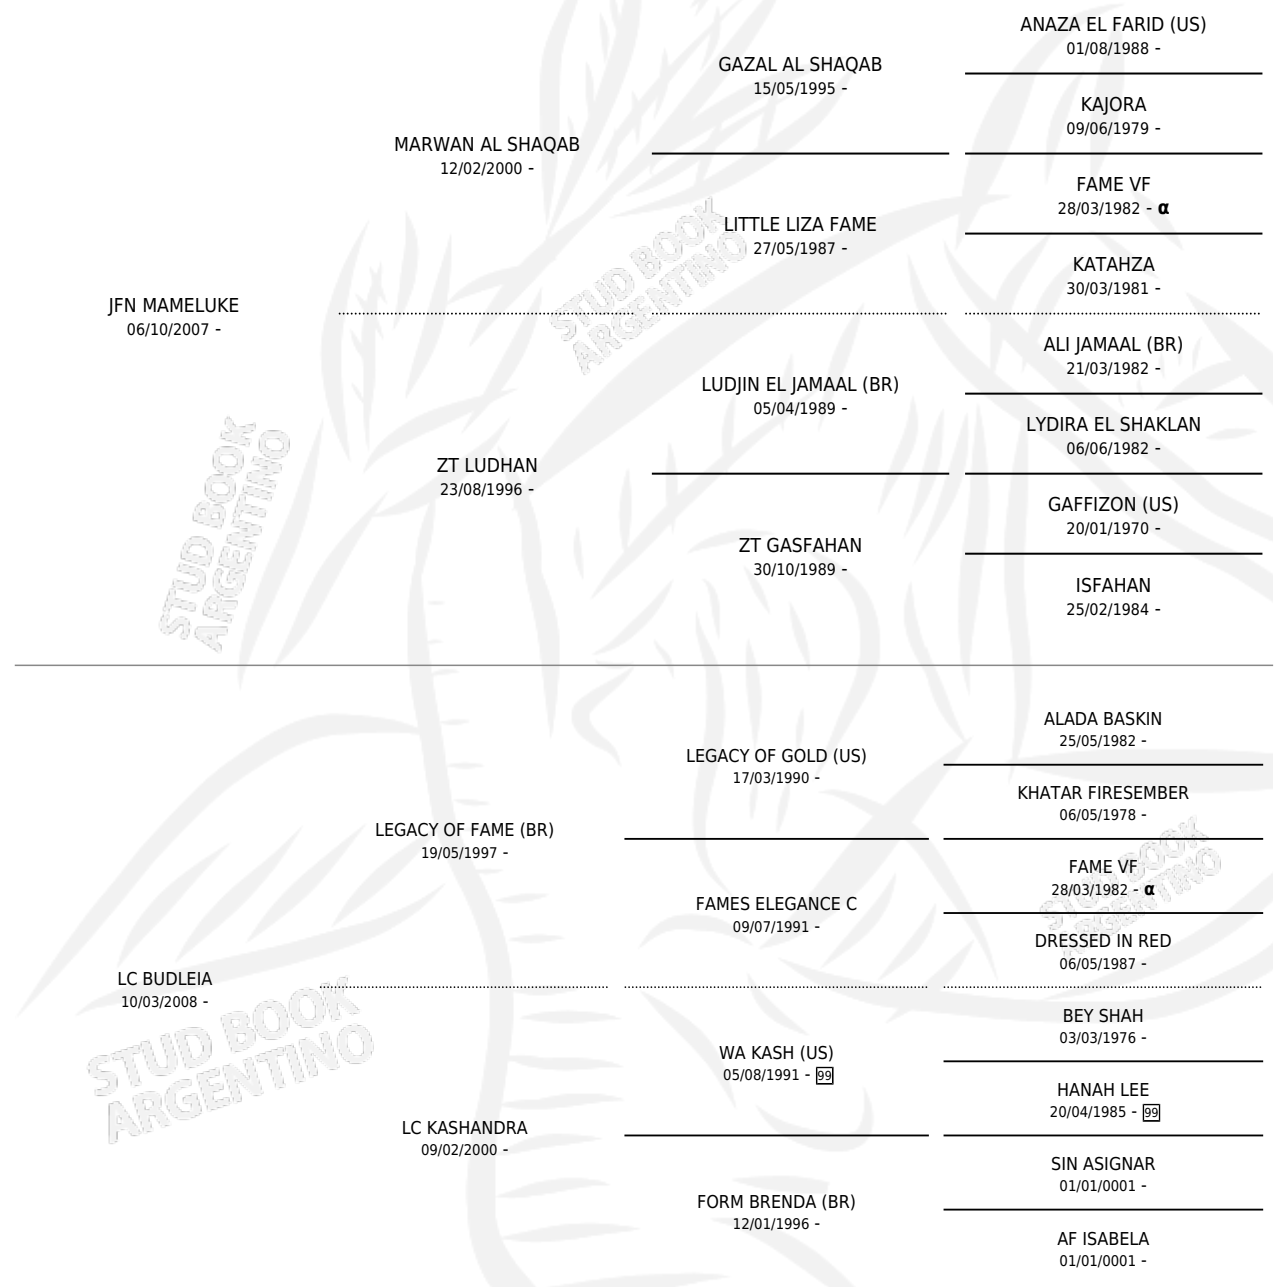 ANAZA EL FARID (US)
01/08/1988 -
GAZAL AL SHAQAB
15/05/1995 -
KAJORA
09/06/1979 -
MARWAN AL SHAQAB
12/02/2000 -
FAME VF
28/03/1982 - α
LITTLE LIZA FAME
27/05/1987 -
KATAHZA
30/03/1981 -
JFN MAMELUKE
06/10/2007 -
ALI JAMAAL (BR)
21/03/1982 -
LUDJIN EL JAMAAL (BR)
05/04/1989 -
LYDIRA EL SHAKLAN
06/06/1982 -
ZT LUDHAN
23/08/1996 -
GAFFIZON (US)
20/01/1970 -
ZT GASFAHAN
30/10/1989 -
ISFAHAN
25/02/1984 -
STUD BOOK
ARGENTINO
STUD BOOK
ARGENTINO
ALADA BASKIN
25/05/1982 -
LEGACY OF GOLD (US)
17/03/1990 -
KHATAR FIRESEMBER
06/05/1978 -
LEGACY OF FAME (BR)
19/05/1997 -
FAME VF
28/03/1982 - α
FAMES ELEGANCE C
09/07/1991 -
DRESSED IN RED
06/05/1987 -
LC BUDLEIA
10/03/2008 -
BEY SHAH
03/03/1976 -
WA KASH (US)
05/08/1991 - 99
HANAH LEE
20/04/1985 - 99
LC KASHANDRA
09/02/2000 -
SIN ASIGNAR
01/01/0001 -
FORM BRENDA (BR)
12/01/1996 -
AF ISABELA
01/01/0001 -
STUD BOOK
ARGENTINO
STUD BOOK
ARGENTINO